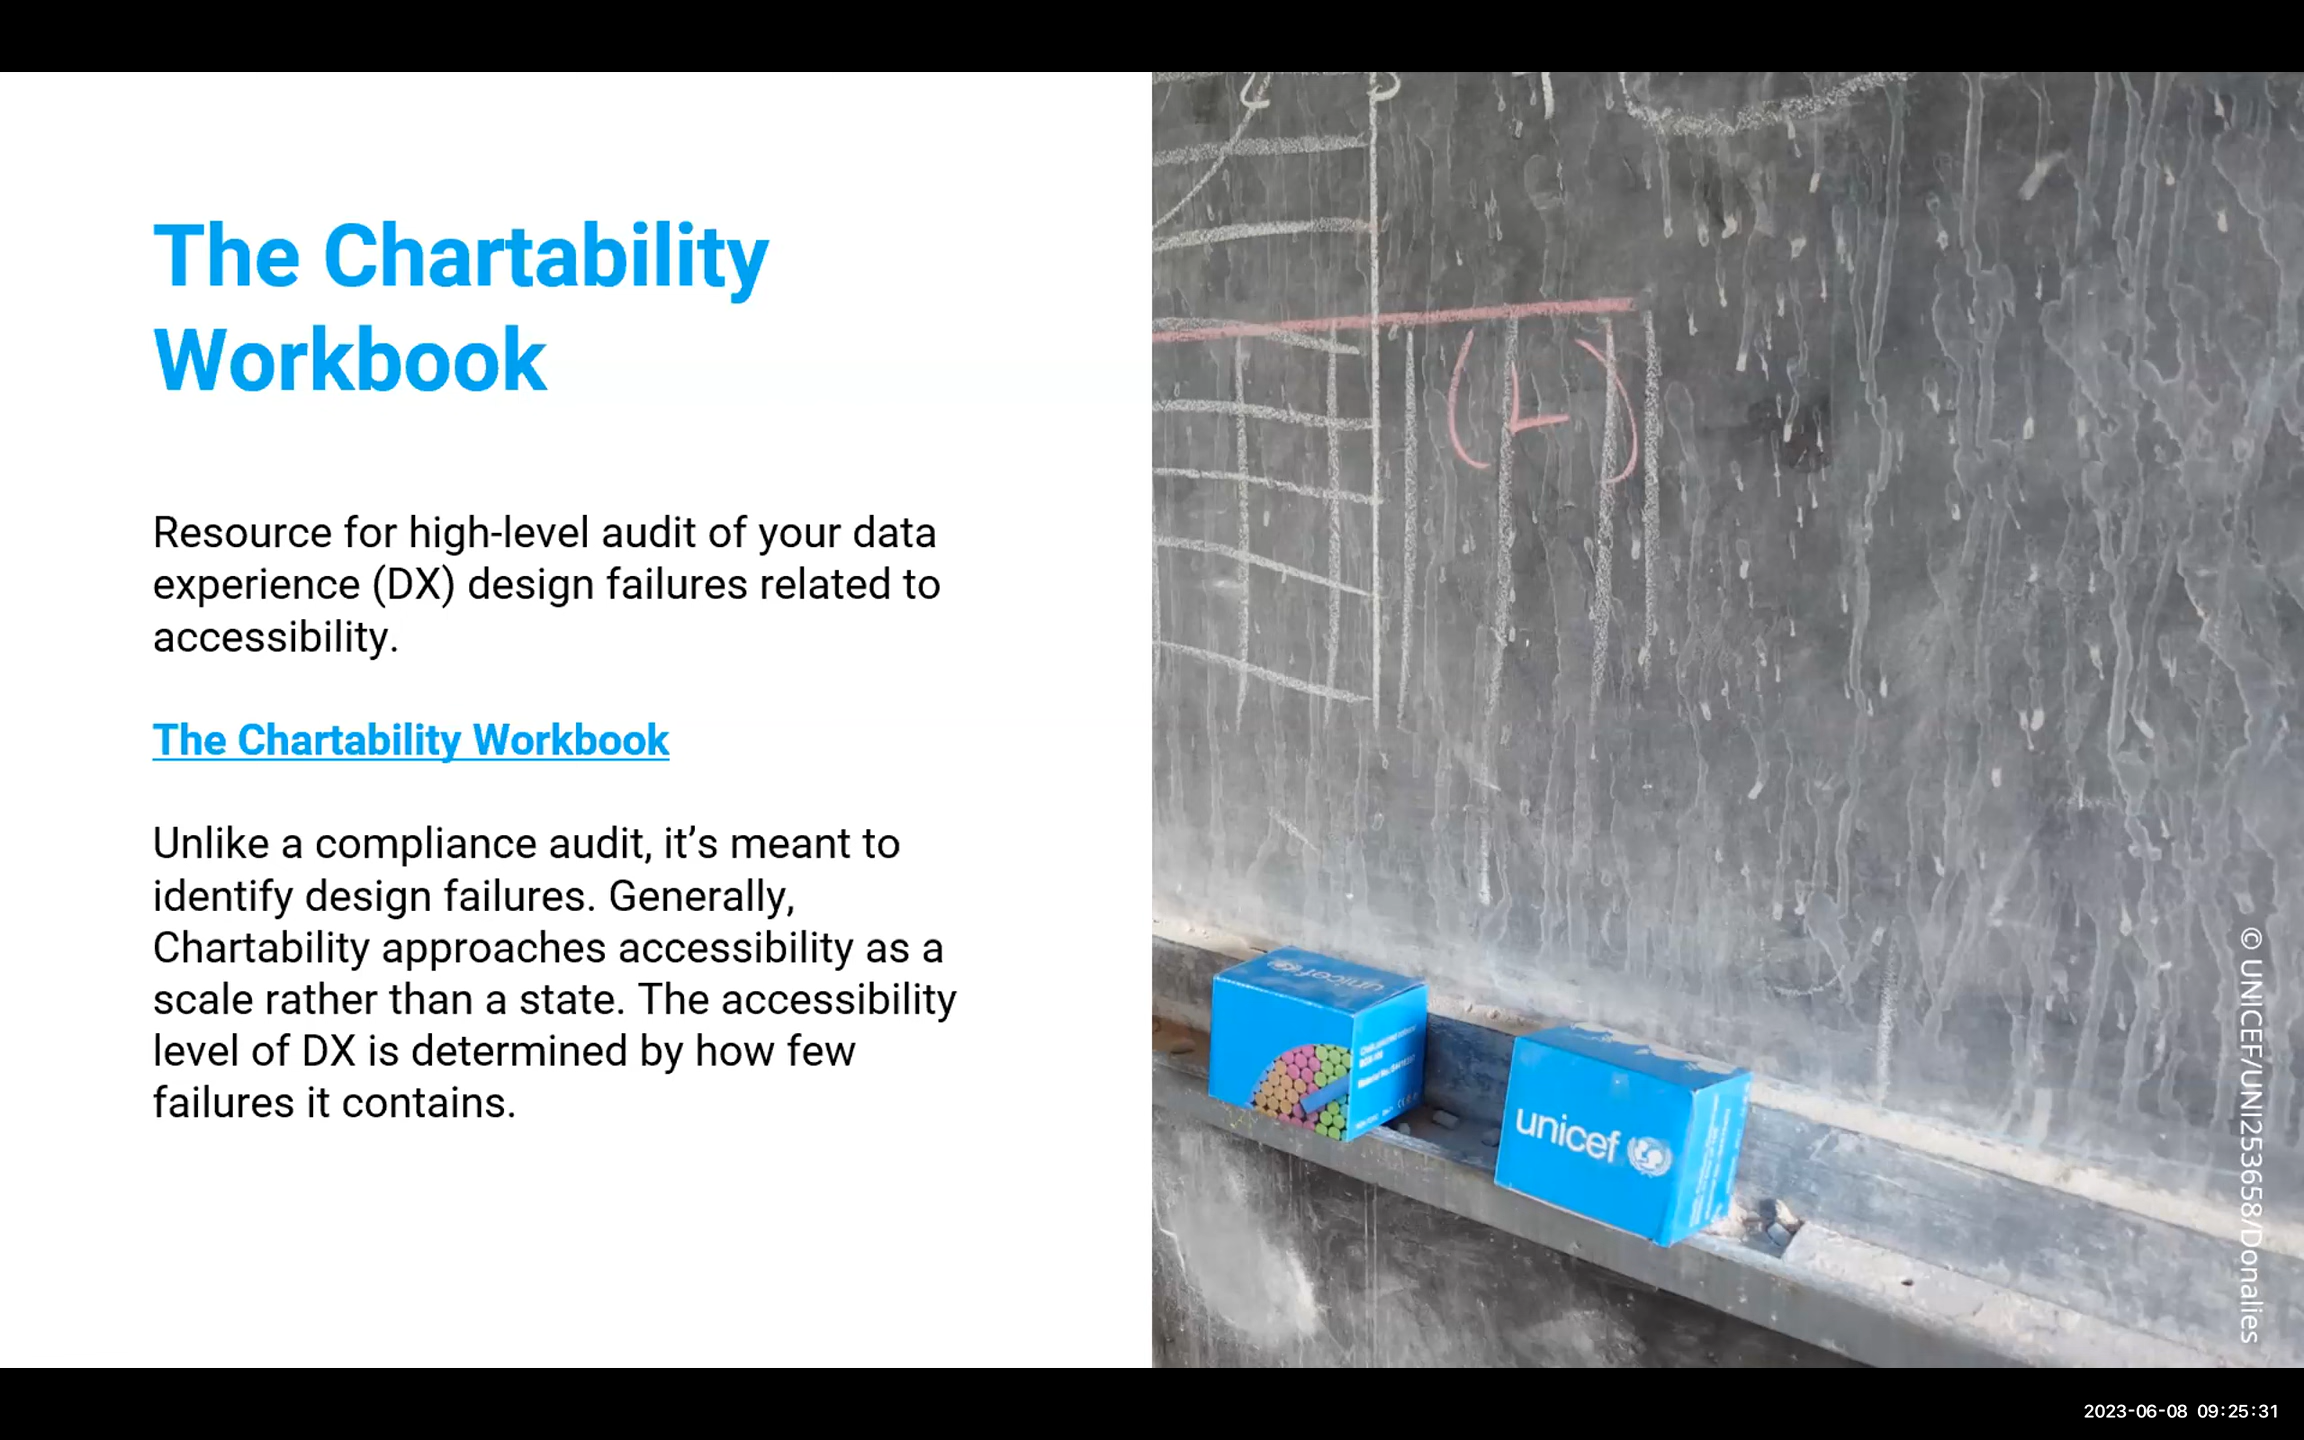 The Chartability
Workbook
Resource for high-level audit of your data
experience (DX) design failures related to
accessibility.
The Chartability Workbook
Unlike a compliance audit, it’s meant to
identify design failures. Generally,
Chartability approaches accessibility as a
scale rather than a state. The accessibility
level of DX is determined by how few
failures it contains.
(L)
unicef
unicef
© UNICEF/UNI253658/Donalies
2023-06-08 09:25:31